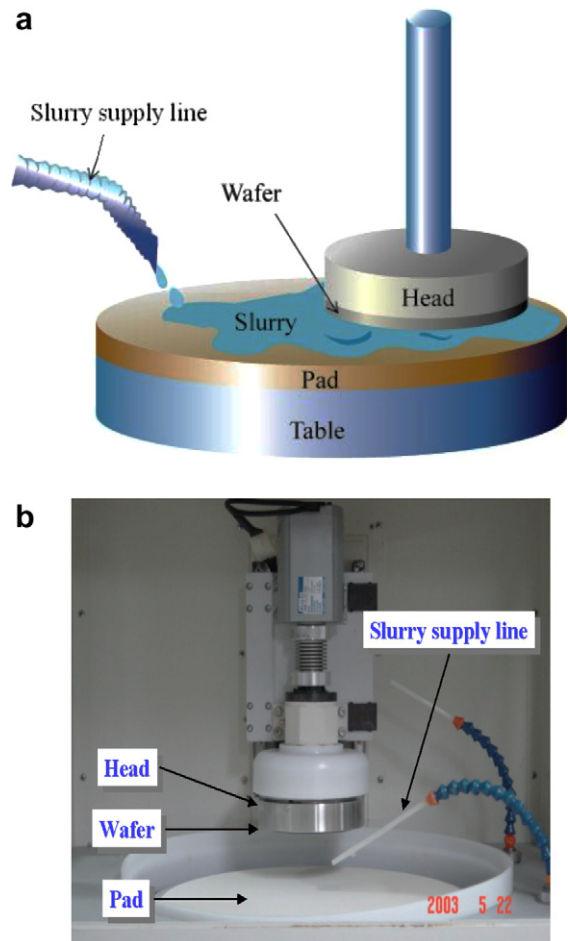 a
Slurry supply line
Wafer
Head
Slurry
Pad
Table
b
Slurry supply line
Head
Wafer
Pad
2003 5 22